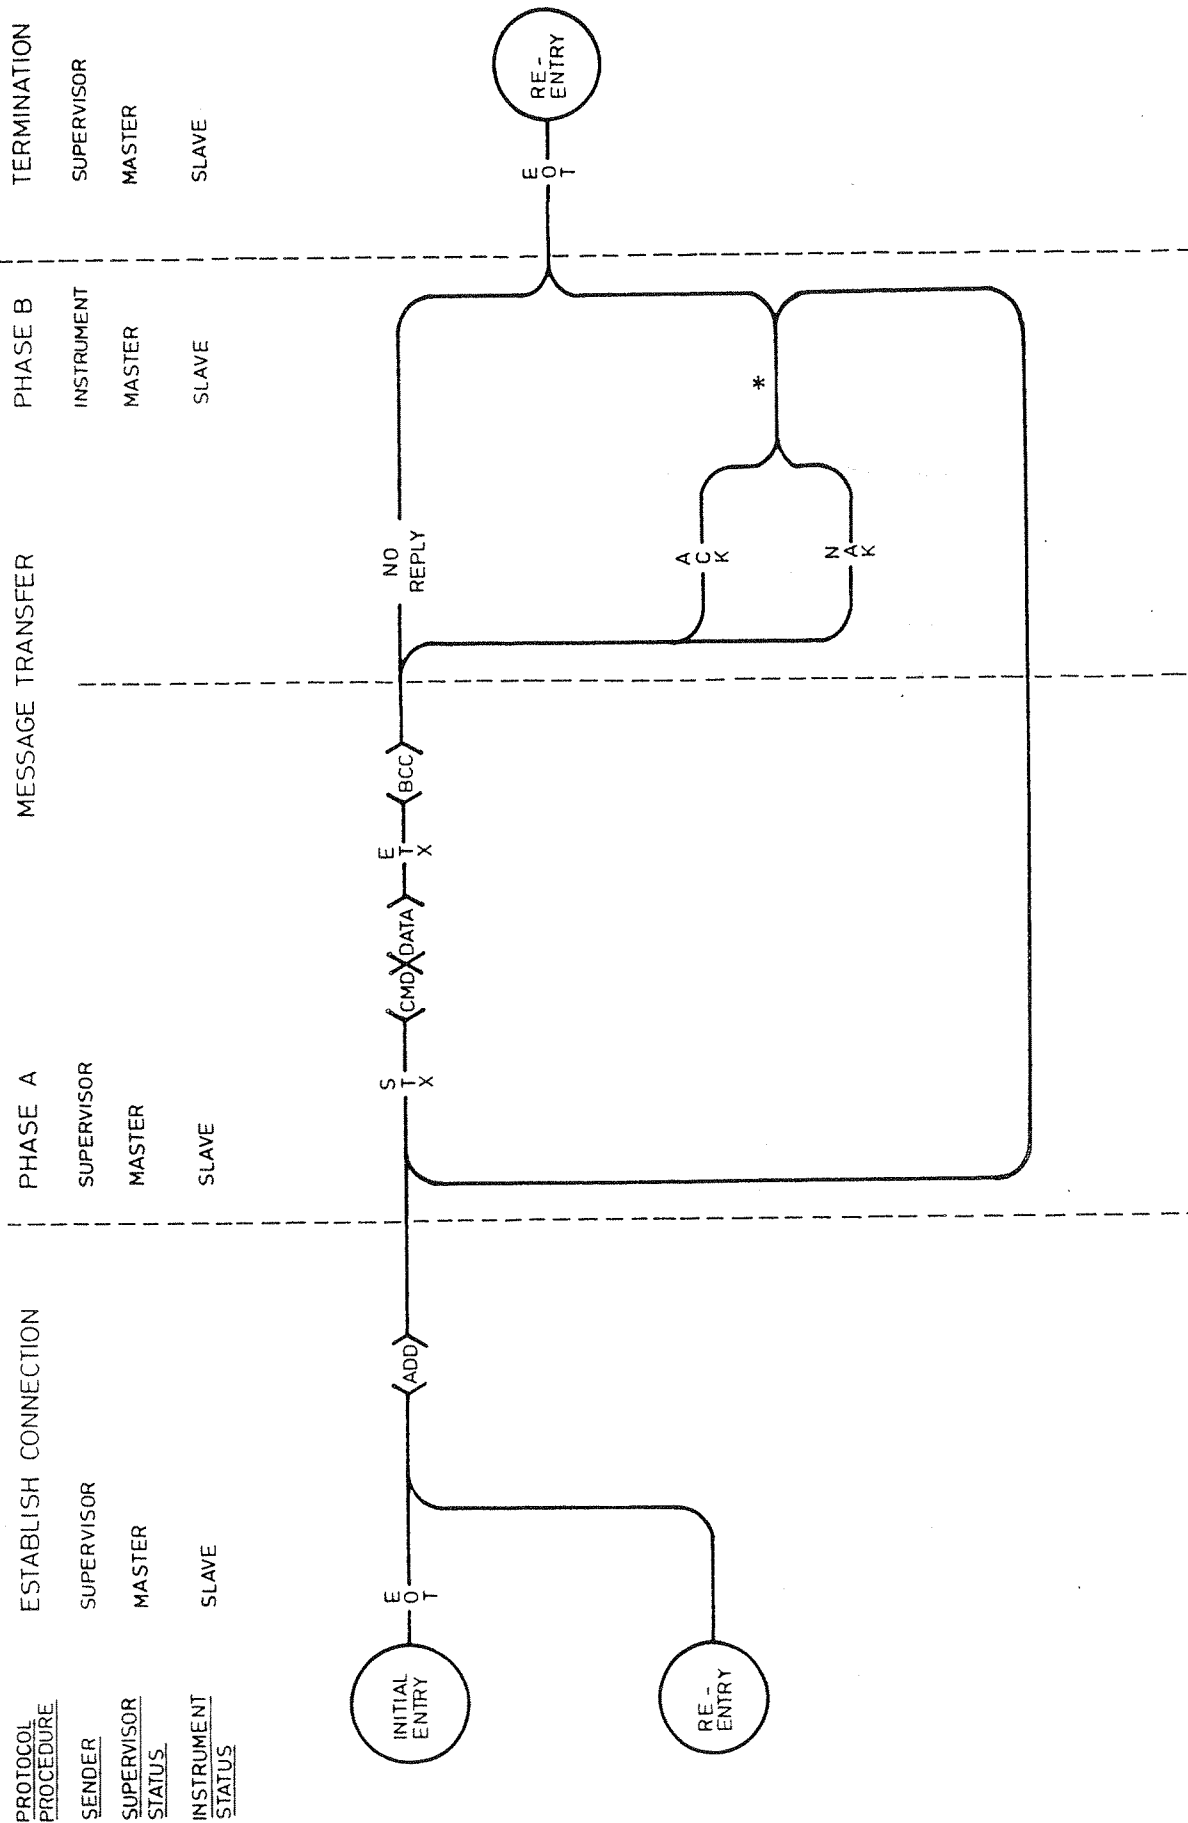 PROTOCOL
PROCEDURE
ESTABLISH CONNECTION
PHASE A
MESSAGE TRANSFER
PHASE B
TERMINATION
SENDER
SUPERVISOR
SUPERVISOR
INSTRUMENT
SUPERVISOR
SUPERVISOR
STATUS
MASTER
MASTER
MASTER
MASTER
INSTRUMENT
STATUS
SLAVE
SLAVE
SLAVE
SLAVE
INITIAL
ENTRY
EOT
(ADD)
STX
(CMD)(DATA)
ETX
(BCC)
NO
REPLY
EOT
RE-
ENTRY
ACK
*
NAK
RE-
ENTRY